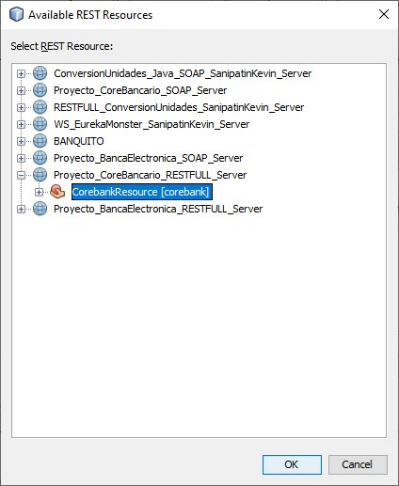 Available REST Resources
Select REST Resource:
ConversionUnidades_Java_SOAP_SanipatinKevin_Server
Proyecto_CoreBancario_SOAP_Server
RESTFULL_ConversionUnidades_SanipatinKevin_Server
WS_EurekaMonster_SanipatinKevin_Server
BANQUITO
Proyecto_BancaElectronica_SOAP_Server
Proyecto_CoreBancario_RESTFULL_Server
CorebankResource [corebank]
Proyecto_BancaElectronica_RESTFULL_Server
OK
Cancel